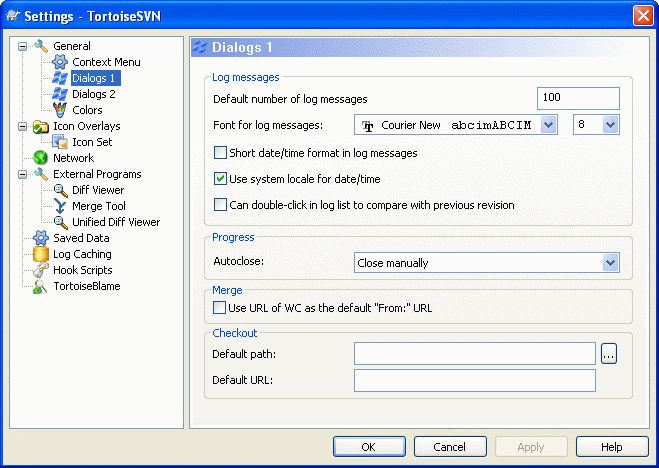 Settings - TortoiseSVN
General
Context Menu
Dialogs 1
Dialogs 2
Colors
Icon Overlays
Icon Set
Network
External Programs
Diff Viewer
Merge Tool
Unified Diff Viewer
Saved Data
Log Caching
Hook Scripts
TortoiseBlame
Dialogs 1
Log messages
Default number of log messages 100
Font for log messages: Courier New abcimABCIM 8
Short date/time format in log messages
Use system locale for date/time
Can double-click in log list to compare with previous revision
Progress
Autoclose: Close manually
Merge
Use URL of WC as the default "From:" URL
Checkout
Default path: ...
Default URL:
OK Cancel Apply Help